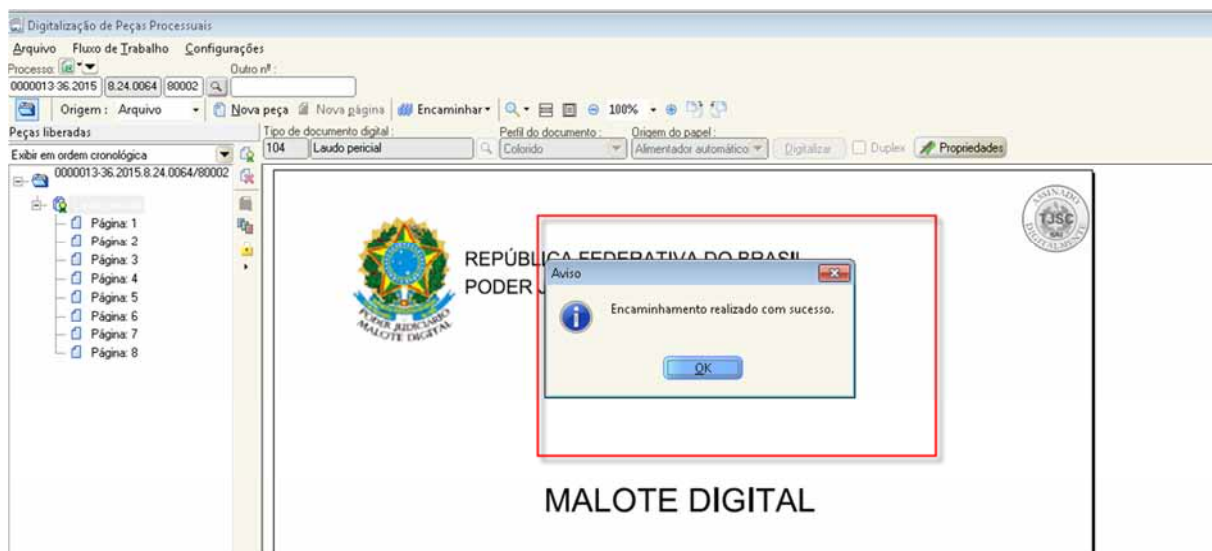 Digitalização de Peças Processuais
Arquivo Fluxo de Trabalho Configurações
Processo: Outro nº :
0000013-36.2015 8.24.0064 80002
Origem : Arquivo Nova peça Nova página Encaminhar 100%
Peças liberadas Tipo de documento digital : Perfil do documento : Origem do papel :
Exibir em ordem cronológica 104 Laudo pericial Colorido Alimentador automático Digitalizar Duplex Propriedades
0000013-36.2015.8.24.0064/80002
Página: 1
Página: 2
Página: 3
Página: 4
Página: 5
Página: 6
Página: 7
Página: 8
ASSINADO
TJSC
DIGITALMENTE
REPÚBLICA FEDERATIVA DO BRASIL
PODER J
PODER JUDICIÁRIO
MALOTE DIGITAL
Aviso
Encaminhamento realizado com sucesso.
OK
MALOTE DIGITAL